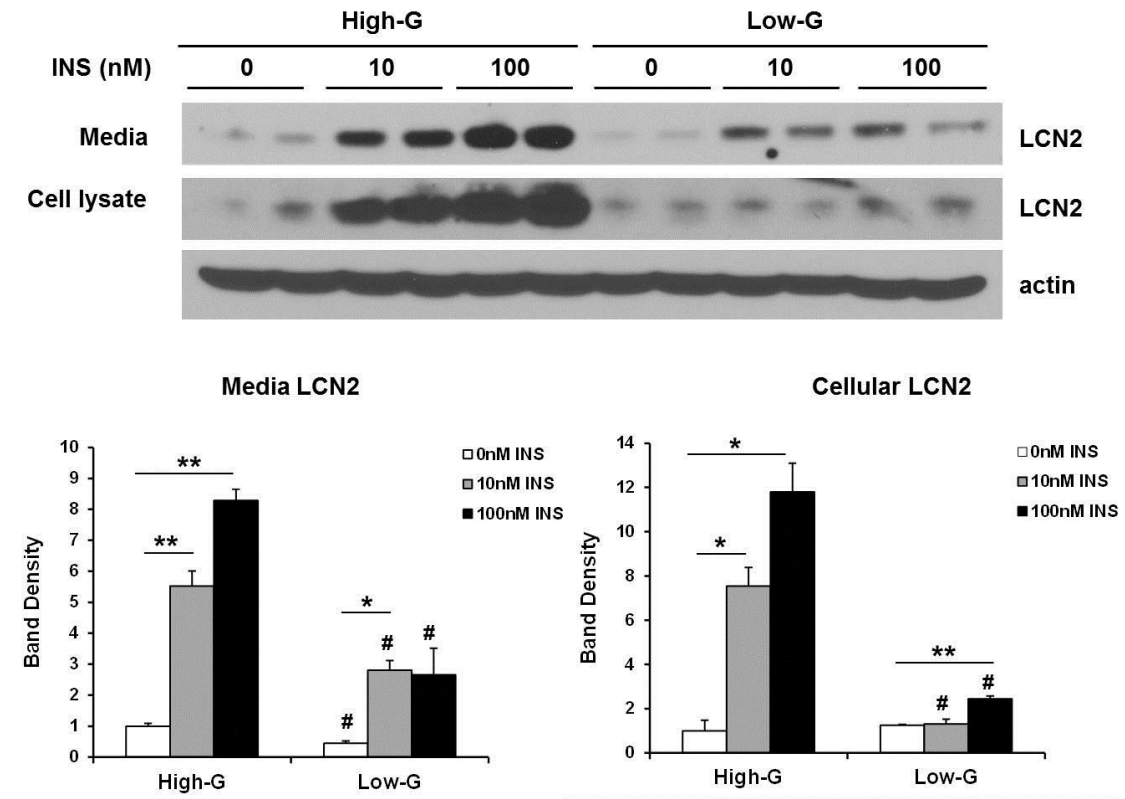 High-G Low-G
INS (nM) 0 10 100 0 10 100
Media LCN2
Cell lysate LCN2
actin
Media LCN2
Band Density
10
9
8
7
6
5
4
3
2
1
0
** ** # * # #
High-G Low-G
0nM INS
10nM INS
100nM INS
Cellular LCN2
Band Density
14
12
10
8
6
4
2
0
* * ** # #
High-G Low-G
0nM INS
10nM INS
100nM INS